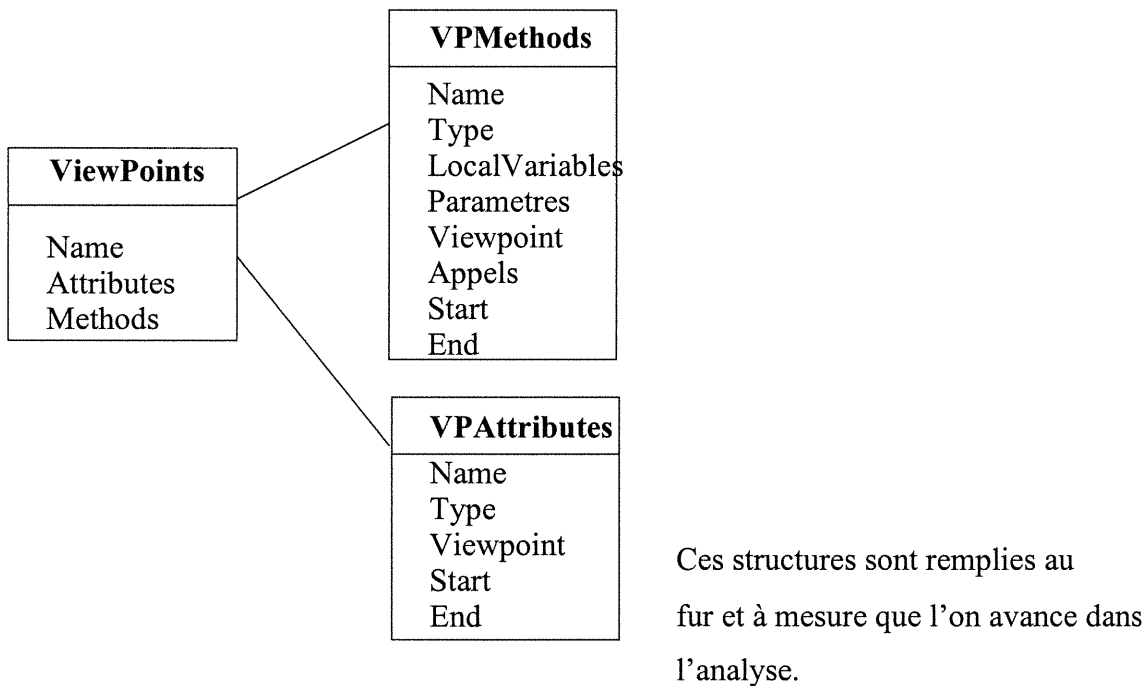 VPMethods
Name
Type
LocalVariables
Parametres
Viewpoint
Appels
Start
End
ViewPoints
Name
Attributes
Methods
VPAttributes
Name
Type
Viewpoint
Start
End
Ces structures sont remplies au
fur et à mesure que l’on avance dans
l’analyse.